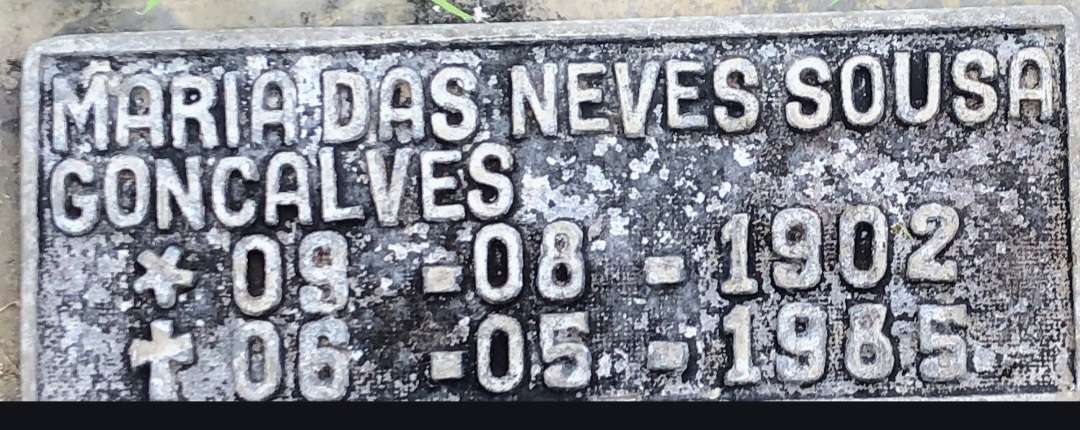 MARIA DAS NEVES SOUSA
GONCALVES
* 09 - 08 - 1902
✝ 06 - 05 - 1985